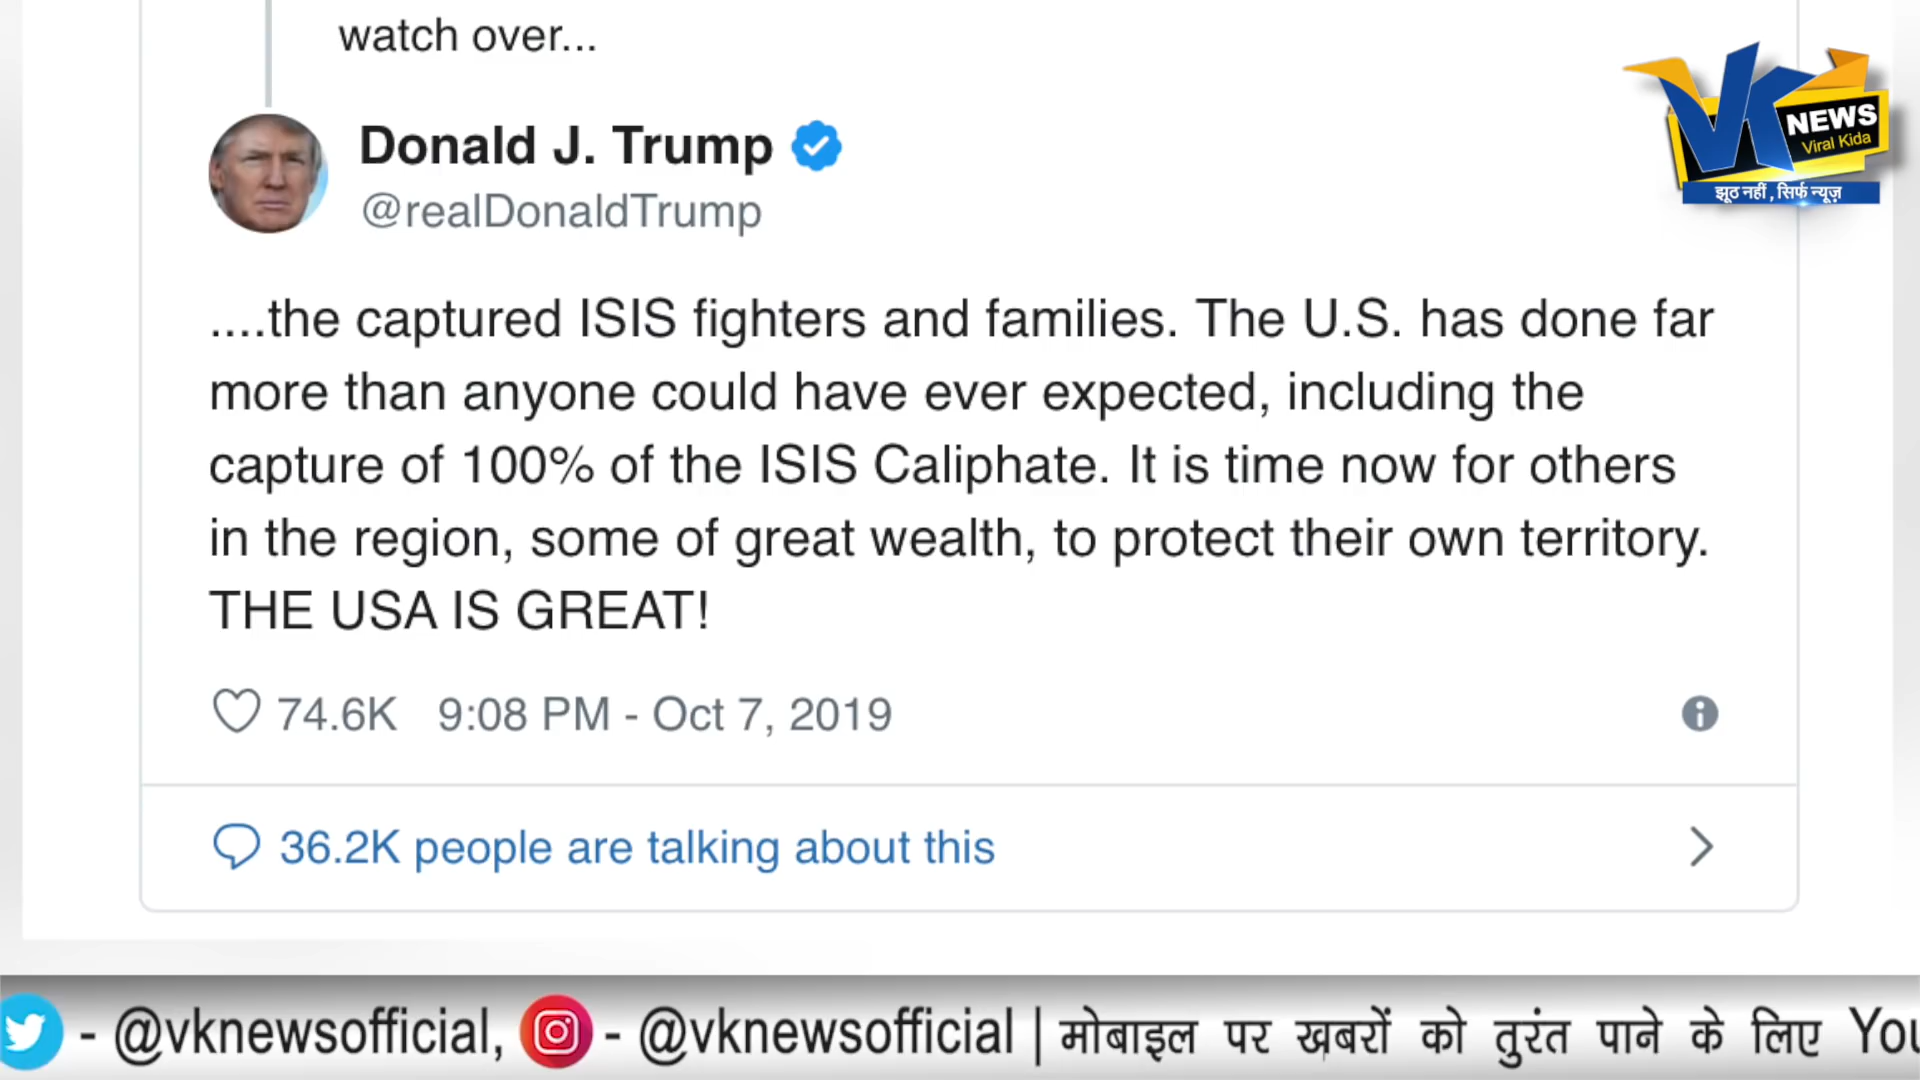 watch over...
Donald J. Trump
@realDonaldTrump
....the captured ISIS fighters and families. The U.S. has done far
more than anyone could have ever expected, including the
capture of 100% of the ISIS Caliphate. It is time now for others
in the region, some of great wealth, to protect their own territory.
THE USA IS GREAT!
74.6K 9:08 PM - Oct 7, 2019
36.2K people are talking about this
VK NEWS
Viral Kida
झूठ नहीं, सिर्फ न्यूज़
- @vknewsofficial, - @vknewsofficial | मोबाइल पर ख़बरों को तुरंत पाने के लिए You